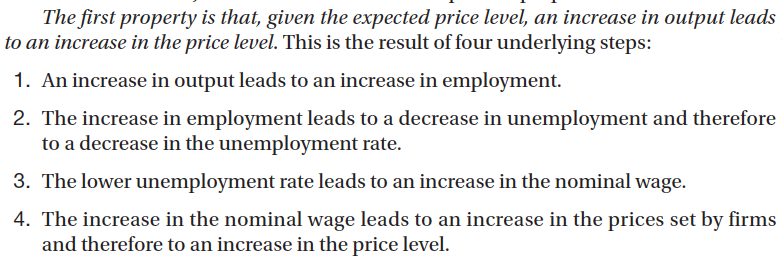 The first property is that, given the expected price level, an increase in output leads
to an increase in the price level. This is the result of four underlying steps:
1. An increase in output leads to an increase in employment.
2. The increase in employment leads to a decrease in unemployment and therefore
to a decrease in the unemployment rate.
3. The lower unemployment rate leads to an increase in the nominal wage.
4. The increase in the nominal wage leads to an increase in the prices set by firms
and therefore to an increase in the price level.